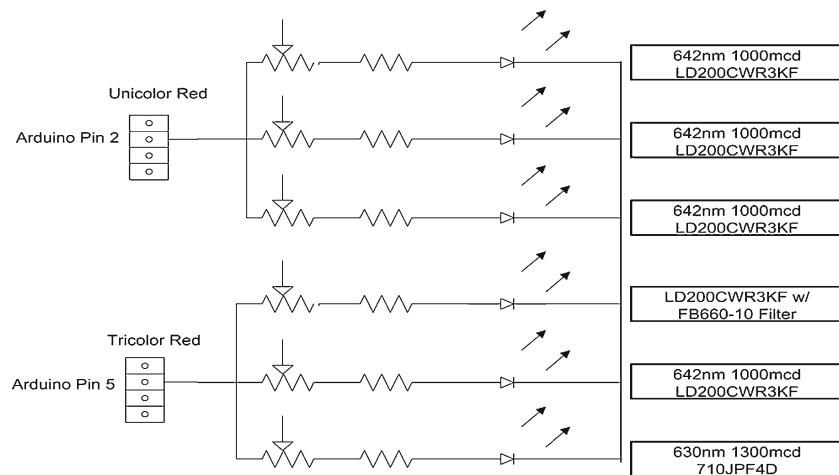 642nm 1000mcd
LD200CWR3KF
Unicolor Red
Arduino Pin 2
642nm 1000mcd
LD200CWR3KF
642nm 1000mcd
LD200CWR3KF
LD200CWR3KF w/
FB660-10 Filter
Tricolor Red
Arduino Pin 5
642nm 1000mcd
LD200CWR3KF
630nm 1300mcd
710JPF4D